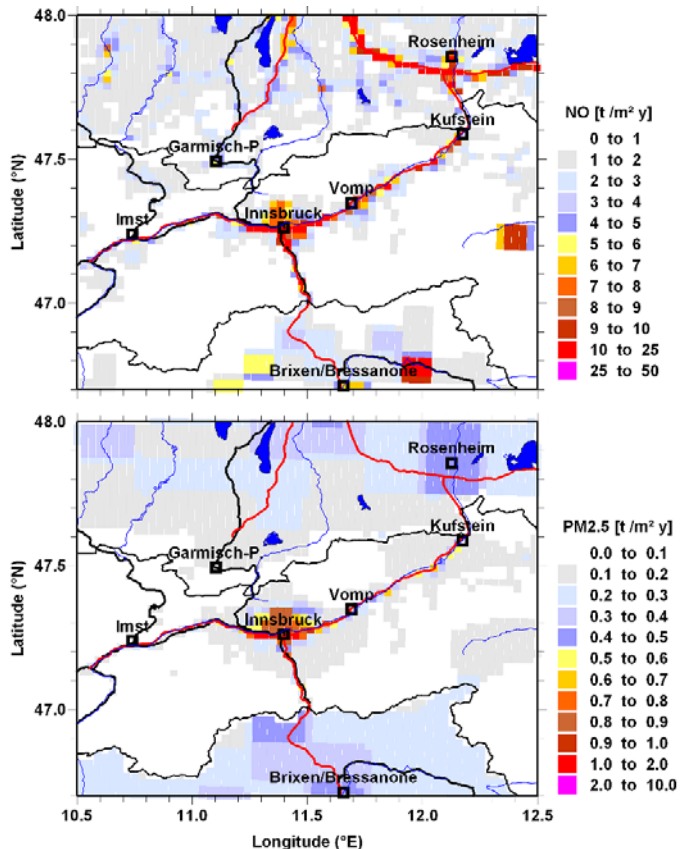 48.0
Rosenheim
Kufstein
Garmisch-P
47.5
Vomp
Imst
Innsbruck
47.0
Brixen/Bressanone
Latitude (°N)
NO [t /m² y]
0 to 1
1 to 2
2 to 3
3 to 4
4 to 5
5 to 6
6 to 7
7 to 8
8 to 9
9 to 10
10 to 25
25 to 50
48.0
Rosenheim
Kufstein
Garmisch-P
47.5
Vomp
Imst
Innsbruck
47.0
Brixen/Bressanone
Latitude (°N)
10.5 11.0 11.5 12.0 12.5
Longitude (°E)
PM2.5 [t /m² y]
0.0 to 0.1
0.1 to 0.2
0.2 to 0.3
0.3 to 0.4
0.4 to 0.5
0.5 to 0.6
0.6 to 0.7
0.7 to 0.8
0.8 to 0.9
0.9 to 1.0
1.0 to 2.0
2.0 to 10.0